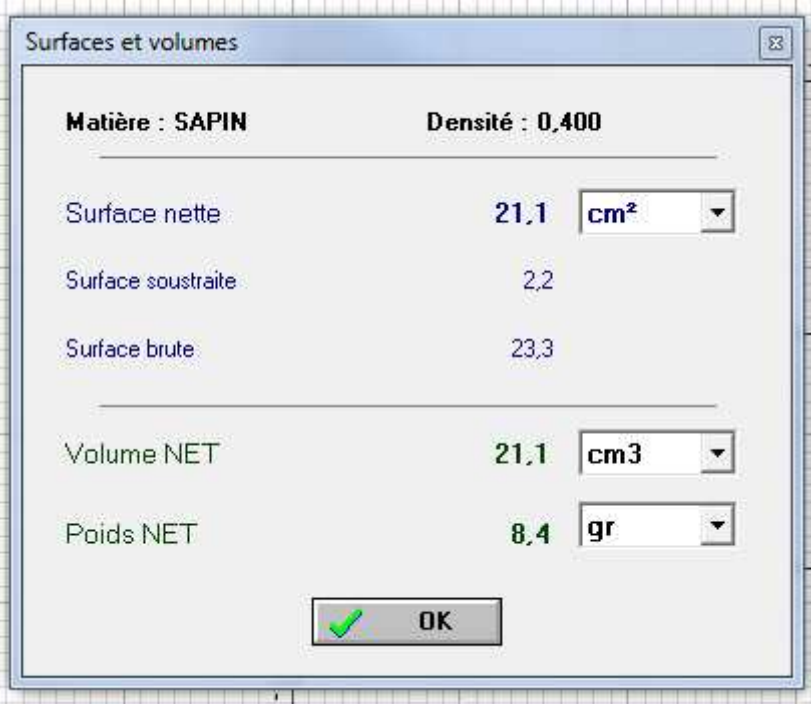 Surfaces et volumes
Matière : SAPIN Densité : 0,400
Surface nette 21,1 cm²
Surface soustraite 2,2
Surface brute 23,3
Volume NET 21,1 cm3
Poids NET 8,4 gr
OK